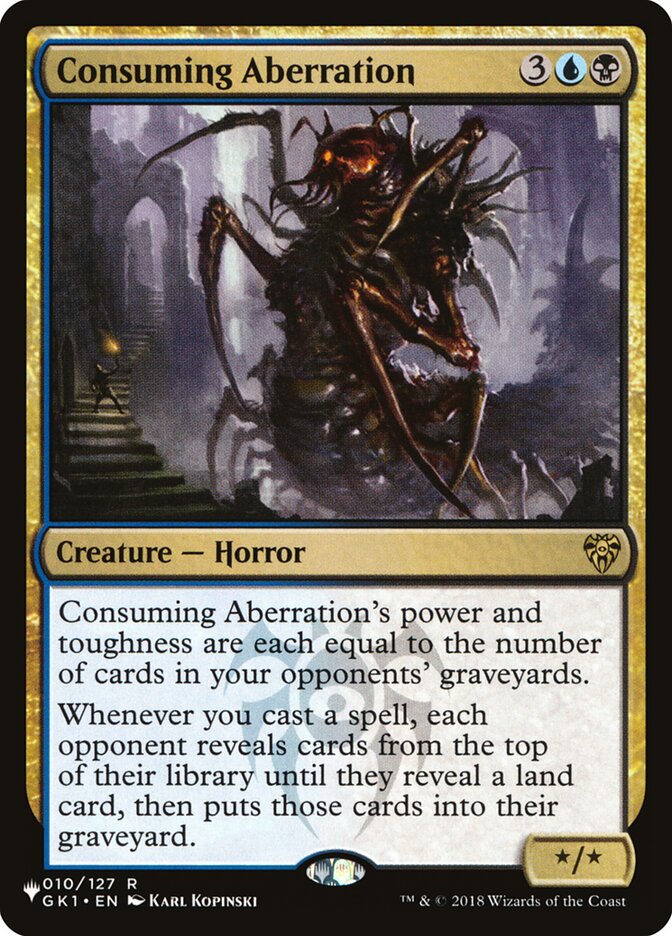 Consuming Aberration 3
Creature — Horror
Consuming Aberration's power and
toughness are each equal to the number
of cards in your opponents' graveyards.
Whenever you cast a spell, each
opponent reveals cards from the top
of their library until they reveal a land
card, then puts those cards into their
graveyard.
★/★
010/127 R
GK1 • EN Karl Kopinski
™ & © 2018 Wizards of the Coast